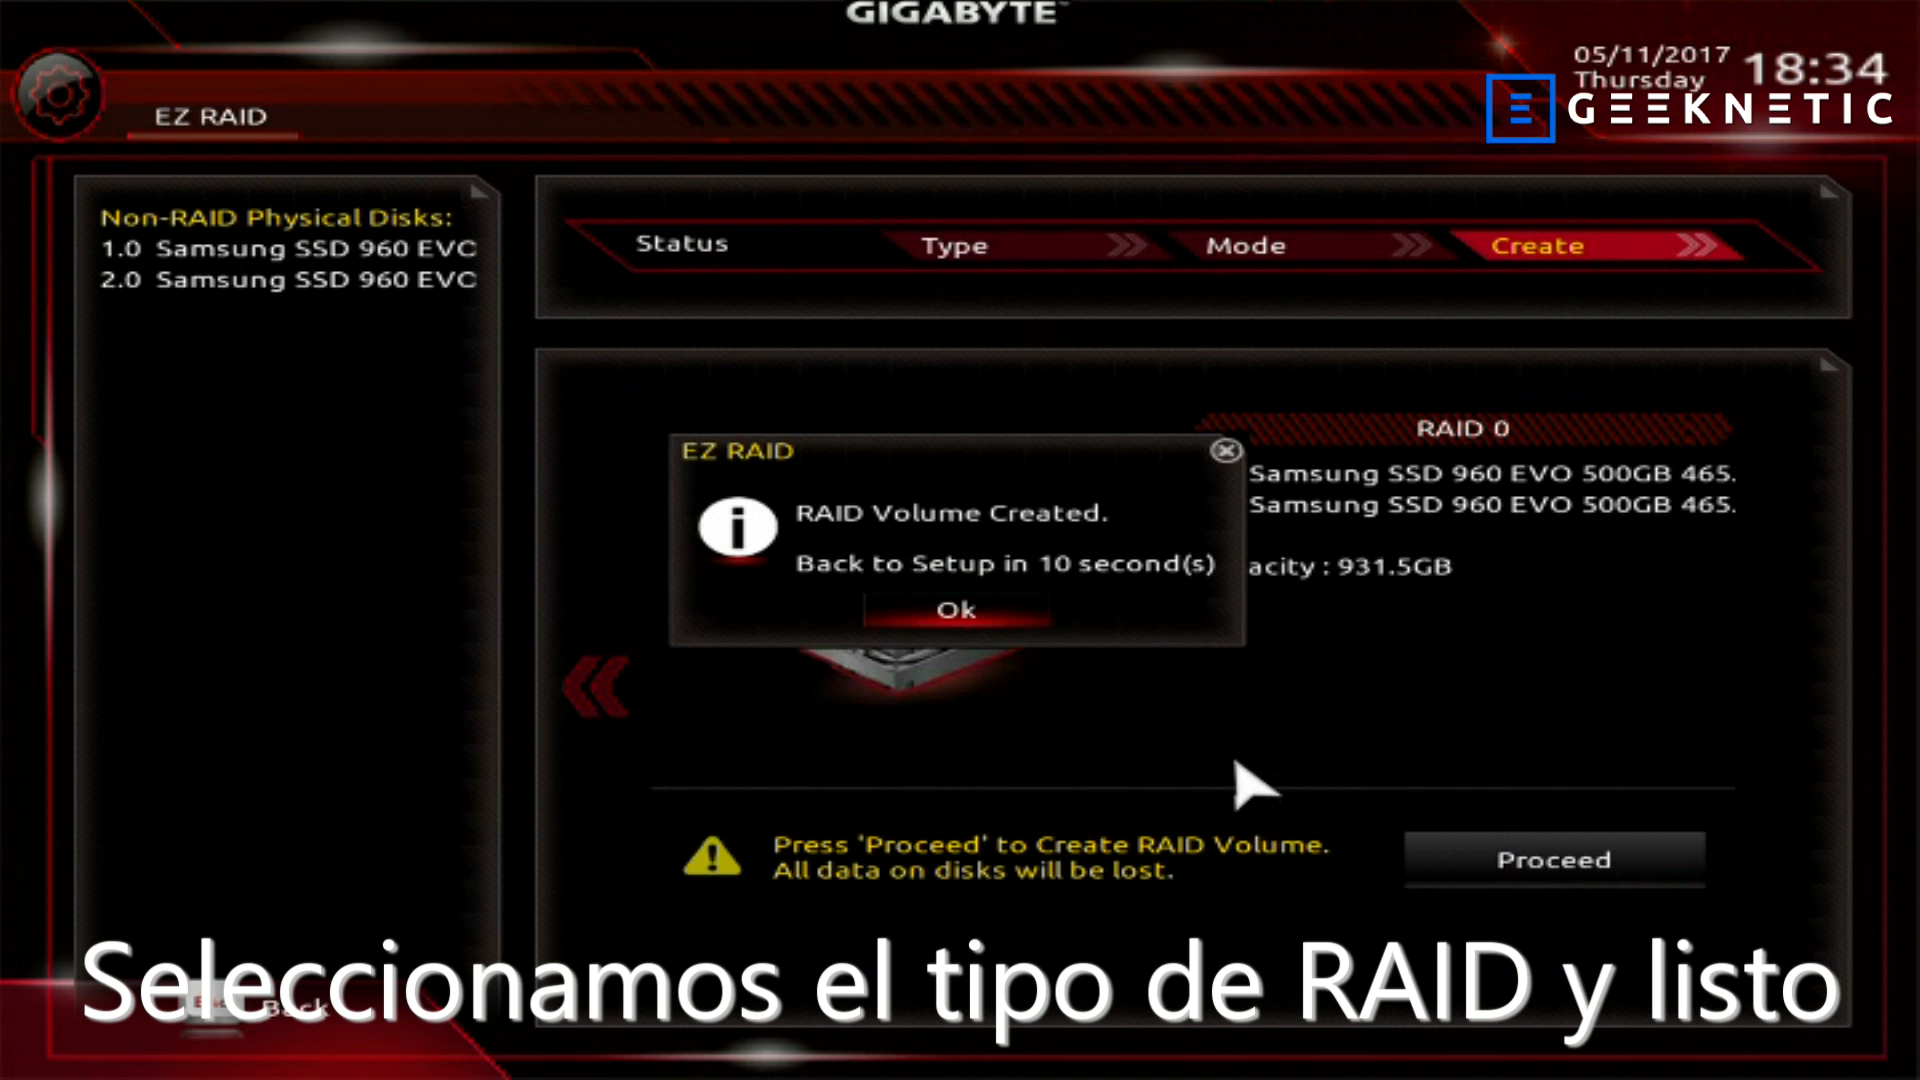 GIGABYTE
05/11/2017
Thursday
18:34
GEEKNETIC
EZ RAID
Non-RAID Physical Disks:
1.0 Samsung SSD 960 EVO
2.0 Samsung SSD 960 EVO
Status
Type
Mode
Create
RAID 0
Samsung SSD 960 EVO 500GB 465.
Samsung SSD 960 EVO 500GB 465.
acity : 931.5GB
EZ RAID
RAID Volume Created.
Back to Setup in 10 second(s)
Ok
Press 'Proceed' to Create RAID Volume.
All data on disks will be lost.
Proceed
Back
Seleccionamos el tipo de RAID y listo